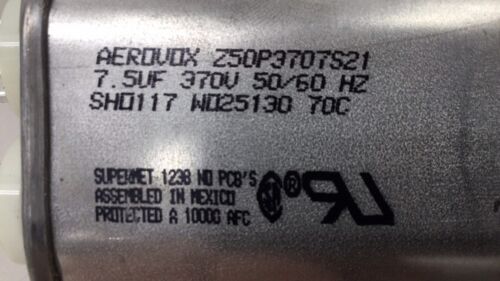 AEROVOX Z50P3707S21
7.5UF 370V 50/60 HZ
SH0117 W025130 70C
SUPERMET 1238 NO PCB'S
ASSEMBLED IN MEXICO
PROTECTED A 10000 AFC